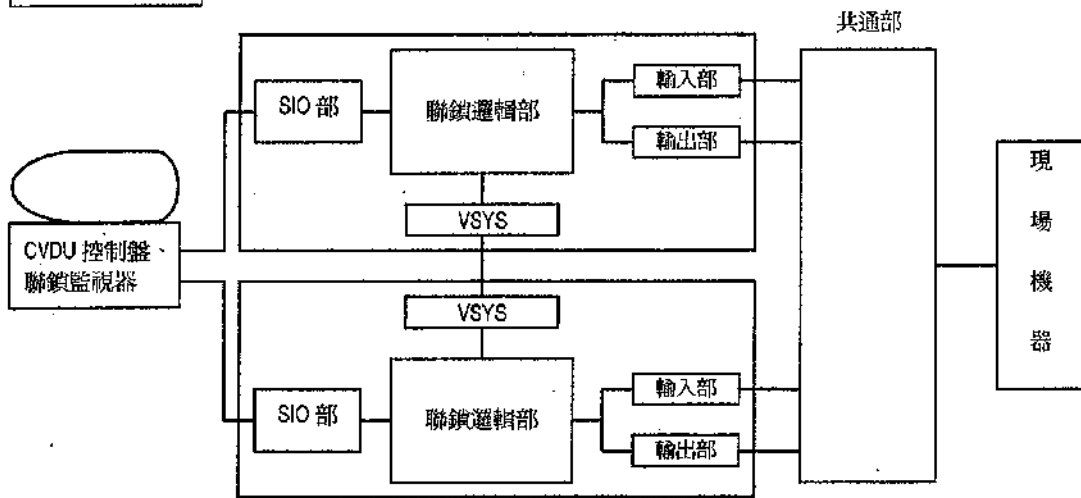 共通部
SIO 部
聯鎖邏輯部
輸入部
輸出部
VSYS
CVDU 控制盤、
聯鎖監視器
現場機器
VSYS
SIO 部
聯鎖邏輯部
輸入部
輸出部